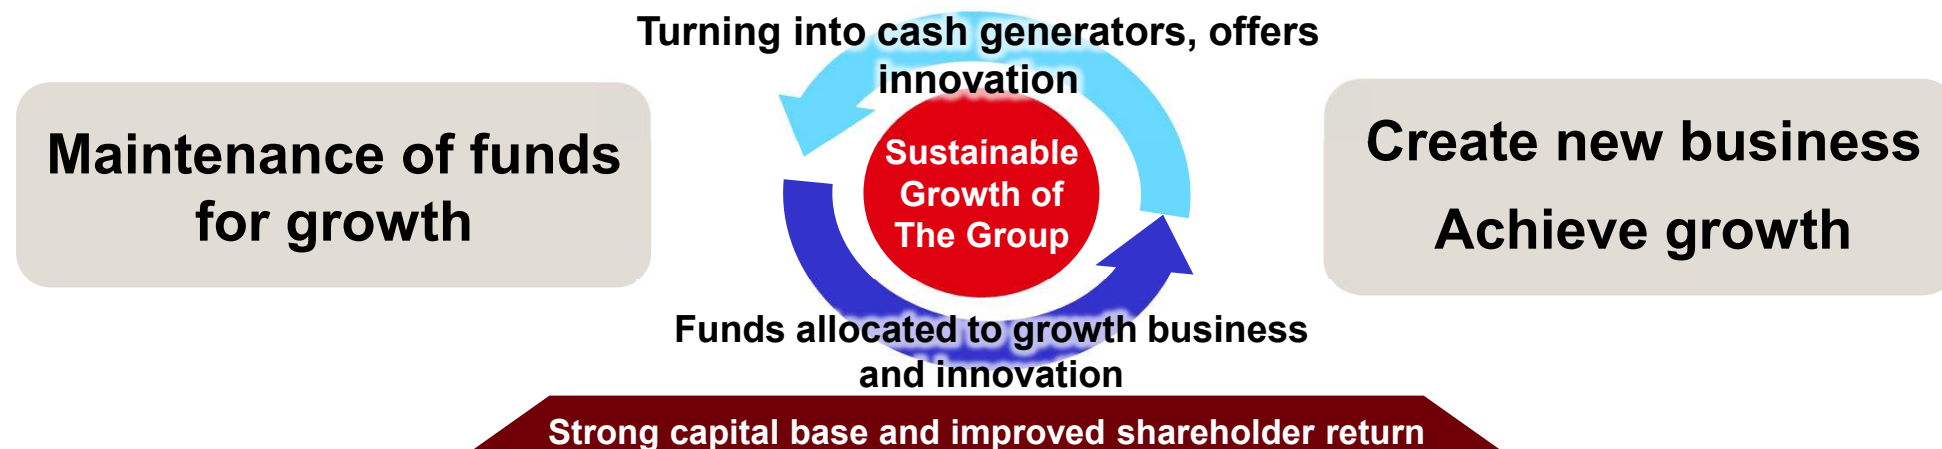 Turning into cash generators, offers
innovation
Maintenance of funds
for growth
Sustainable
Growth of
The Group
Create new business
Achieve growth
Funds allocated to growth business
and innovation
Strong capital base and improved shareholder return